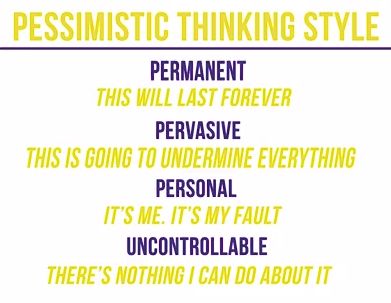 PESSIMISTIC THINKING STYLE
PERMANENT
THIS WILL LAST FOREVER
PERVASIVE
THIS IS GOING TO UNDERMINE EVERYTHING
PERSONAL
IT'S ME. IT'S MY FAULT
UNCONTROLLABLE
THERE'S NOTHING I CAN DO ABOUT IT